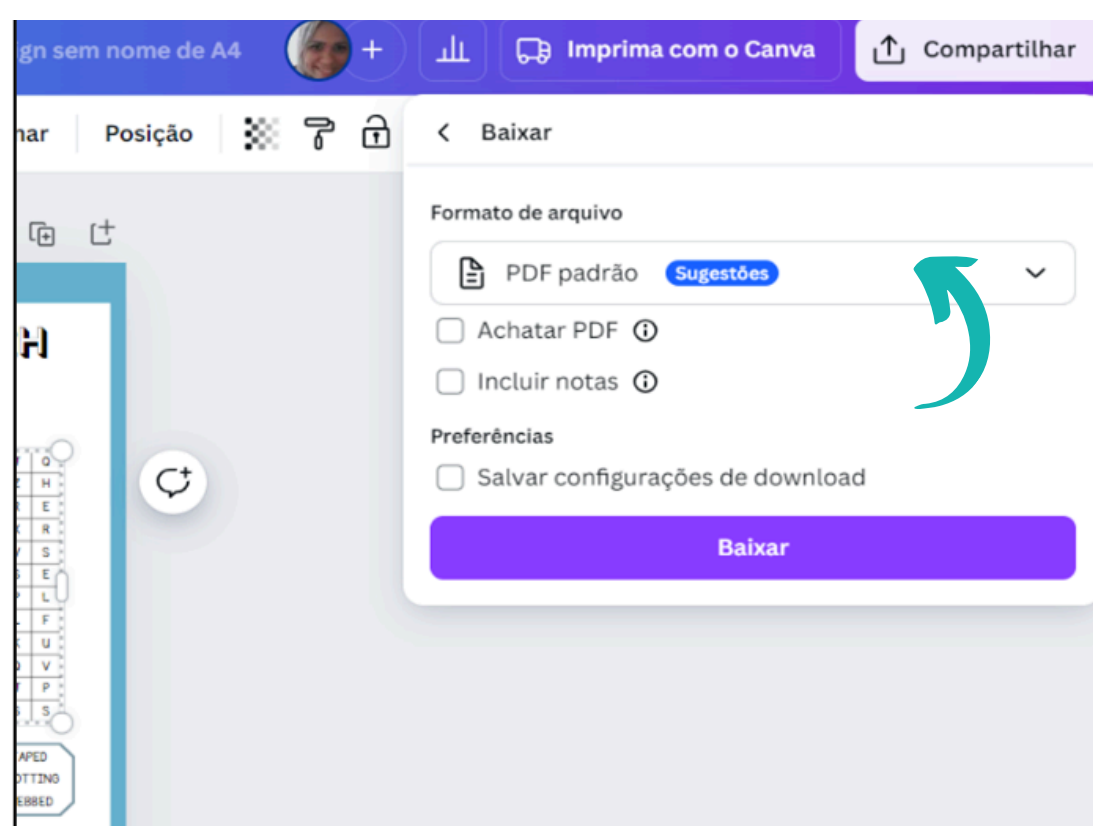 gn sem nome de A4
+
Imprima com o Canva
Compartilhar
nar
Posição
Baixar
Formato de arquivo
PDF padrão
Sugestões
Achatar PDF
Incluir notas
Preferências
Salvar configurações de download
Baixar
H
Q
H
E
R
S
E
L
F
U
V
P
S
APED
OTTING
EBBED